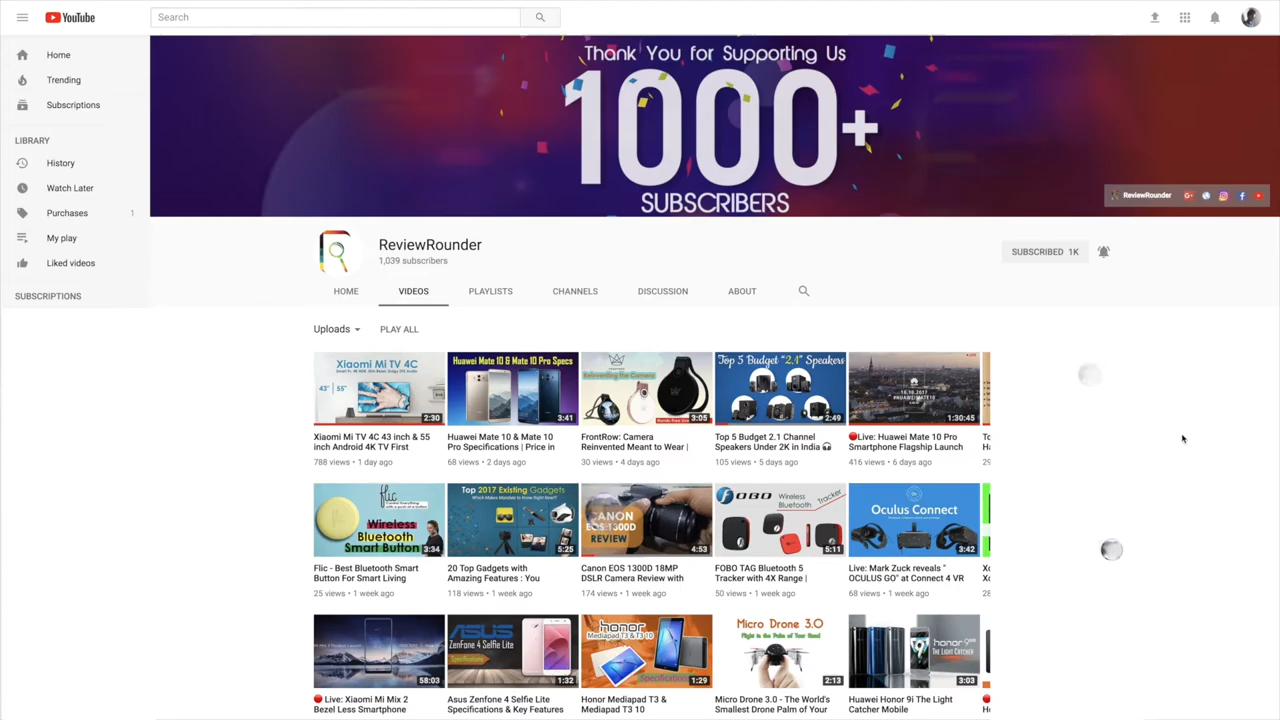 YouTube
Search
Home
Trending
Subscriptions
LIBRARY
History
Watch Later
Purchases 1
My play
Liked videos
SUBSCRIPTIONS
Thank You for Supporting Us
1000+
SUBSCRIBERS
ReviewRounder
ReviewRounder
1,039 subscribers
SUBSCRIBED 1K
HOME VIDEOS PLAYLISTS CHANNELS DISCUSSION ABOUT
Uploads PLAY ALL
Xiaomi Mi TV 4C
43" 55"
2:30
Huawei Mate 10 & Mate 10 Pro Specs
3:41
Reinventing the Camera
3:05
Top 5 Budget "2.1" Speakers
2:49
16.10.2017
#HUAWEIMATE10
1:30:45
Xiaomi Mi TV 4C 43 inch & 55
inch Android 4K TV First
788 views • 1 day ago
Huawei Mate 10 & Mate 10
Pro Specifications | Price in
68 views • 2 days ago
FrontRow: Camera
Reinvented Meant to Wear |
30 views • 4 days ago
Top 5 Budget 2.1 Channel
Speakers Under 2K in India 🎧
105 views • 5 days ago
🔴Live: Huawei Mate 10 Pro
Smartphone Flagship Launch
416 views • 6 days ago
flic
Wireless
Bluetooth
Smart Button
3:34
Top 2017 Existing Gadgets
5:25
CANON
EOS 1300D
REVIEW
4:53
FOBO Wireless
Bluetooth Tracker
5:11
Oculus Connect
3:42
Flic - Best Bluetooth Smart
Button For Smart Living
25 views • 1 week ago
20 Top Gadgets with
Amazing Features : You
118 views • 1 week ago
Canon EOS 1300D 18MP
DSLR Camera Review with
174 views • 1 week ago
FOBO TAG Bluetooth 5
Tracker with 4X Range |
50 views • 1 week ago
Live: Mark Zuck reveals "
OCULUS GO" at Connect 4 VR
68 views • 1 week ago
58:03
ASUS
ZenFone 4 Selfie Lite
Specifications
1:32
honor
Mediapad T3 & T3 10
Specifications
1:29
Micro Drone 3.0
Flight in the Palm of Your Hand
2:13
honor 9i
THE LIGHT CATCHER
3:03
🔴 Live: Xiaomi Mi Mix 2
Bezel Less Smartphone
Asus Zenfone 4 Selfie Lite
Specifications & Key Features
Honor Mediapad T3 &
Mediapad T3 10
Micro Drone 3.0 - The World's
Smallest Drone Palm of Your
Huawei Honor 9i The Light
Catcher Mobile